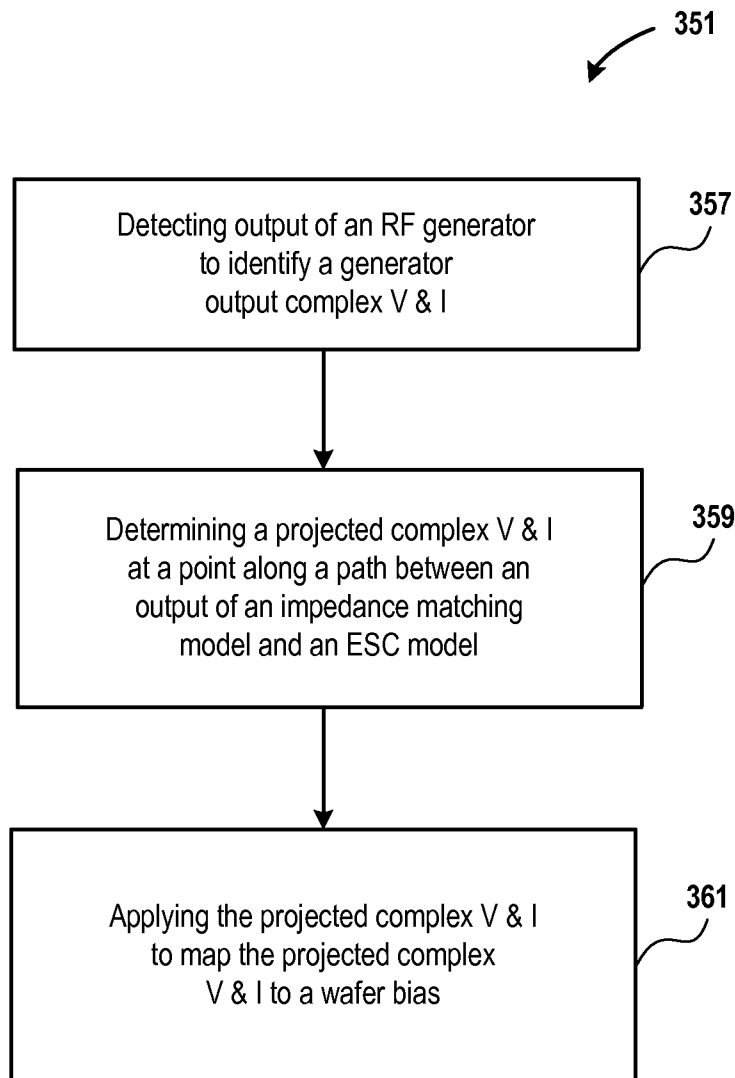 351
Detecting output of an RF generator
to identify a generator
output complex V & I
357
Determining a projected complex V & I
at a point along a path between an
output of an impedance matching
model and an ESC model
359
Applying the projected complex V & I
to map the projected complex
V & I to a wafer bias
361